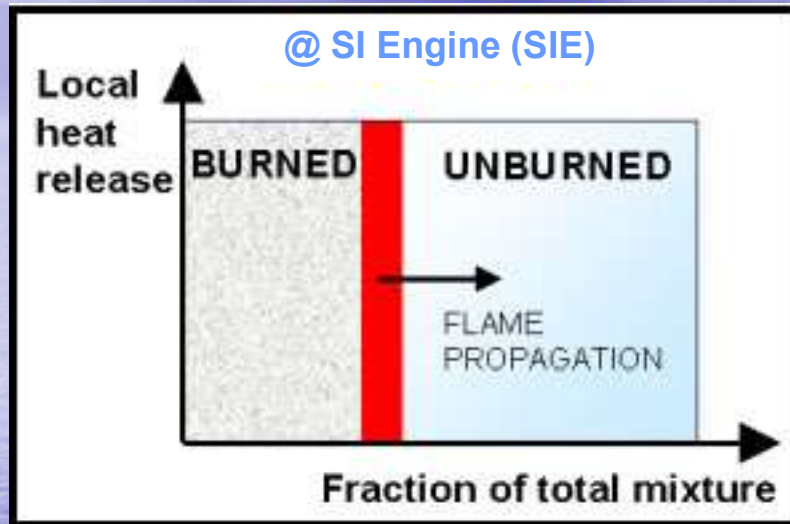 @ SI Engine (SIE)
Local
heat
release
BURNED
UNBURNED
FLAME
PROPAGATION
Fraction of total mixture